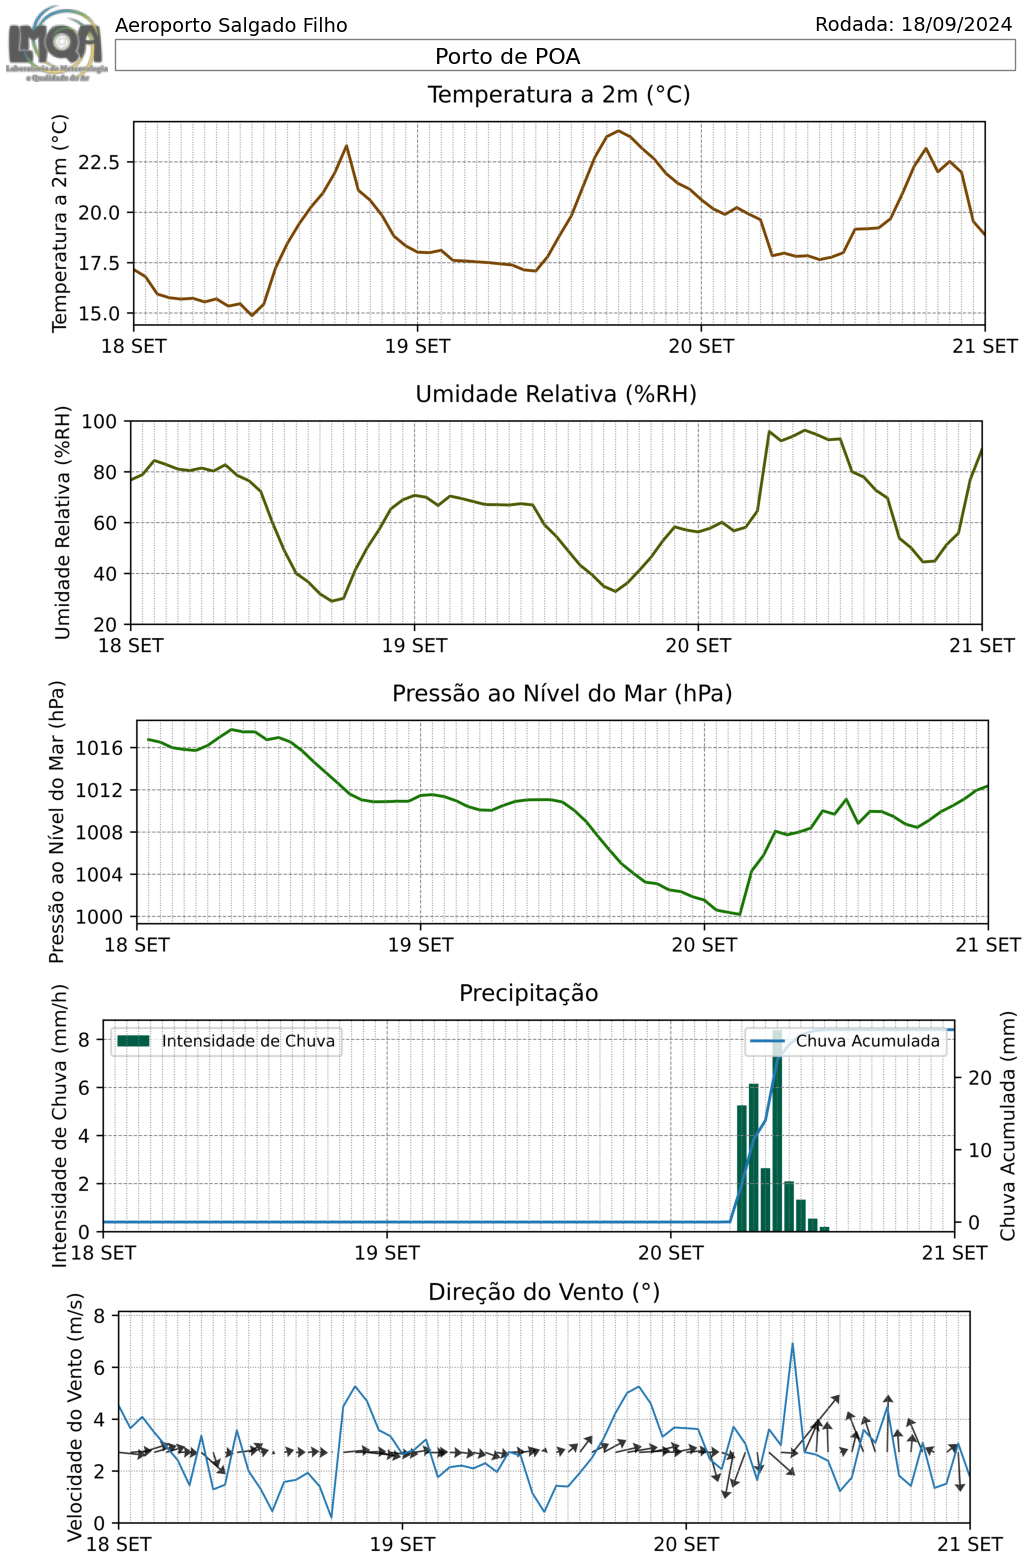 LMQA
Laboratório de Meteorologia
e Qualidade do Ar
Aeroporto Salgado Filho
Rodada: 18/09/2024
Porto de POA
Temperatura a 2m (°C)
Temperatura a 2m (°C)
22.5
20.0
17.5
15.0
18 SET
19 SET
20 SET
21 SET
Umidade Relativa (%RH)
Umidade Relativa (%RH)
100
80
60
40
20
18 SET
19 SET
20 SET
21 SET
Pressão ao Nível do Mar (hPa)
Pressão ao Nível do Mar (hPa)
1016
1012
1008
1004
1000
18 SET
19 SET
20 SET
21 SET
Precipitação
Intensidade de Chuva (mm/h)
8
6
4
2
0
Intensidade de Chuva
Chuva Acumulada
20
10
0
Chuva Acumulada (mm)
18 SET
19 SET
20 SET
21 SET
Direção do Vento (°)
Velocidade do Vento (m/s)
8
6
4
2
0
18 SET
19 SET
20 SET
21 SET